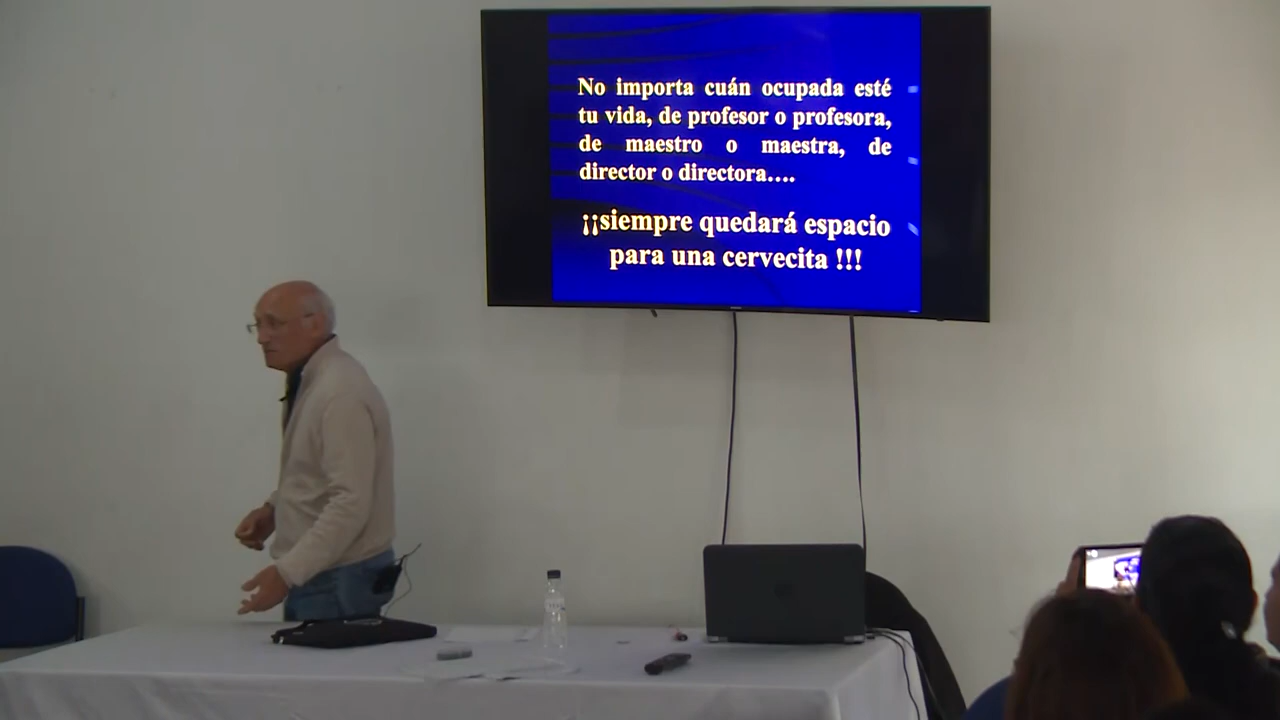 No importa cuán ocupada esté
tu vida, de profesor o profesora,
de maestro o maestra, de
director o directora….
¡¡siempre quedará espacio
para una cervecita !!!